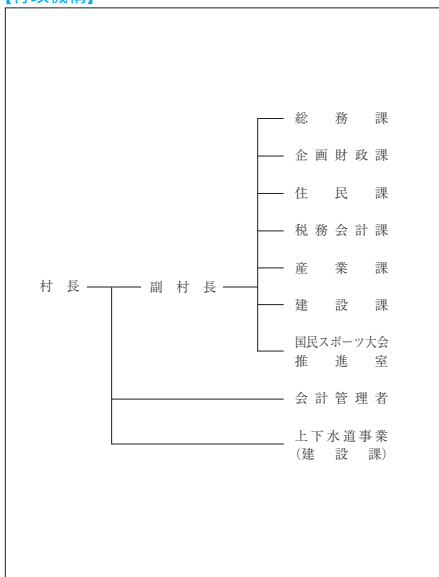 【行政機構】
総務課
企画財政課
住民課
税務会計課
産業課
村長
副村長
建設課
国民スポーツ大会
推進室
会計管理者
上下水道事業
(建設課)